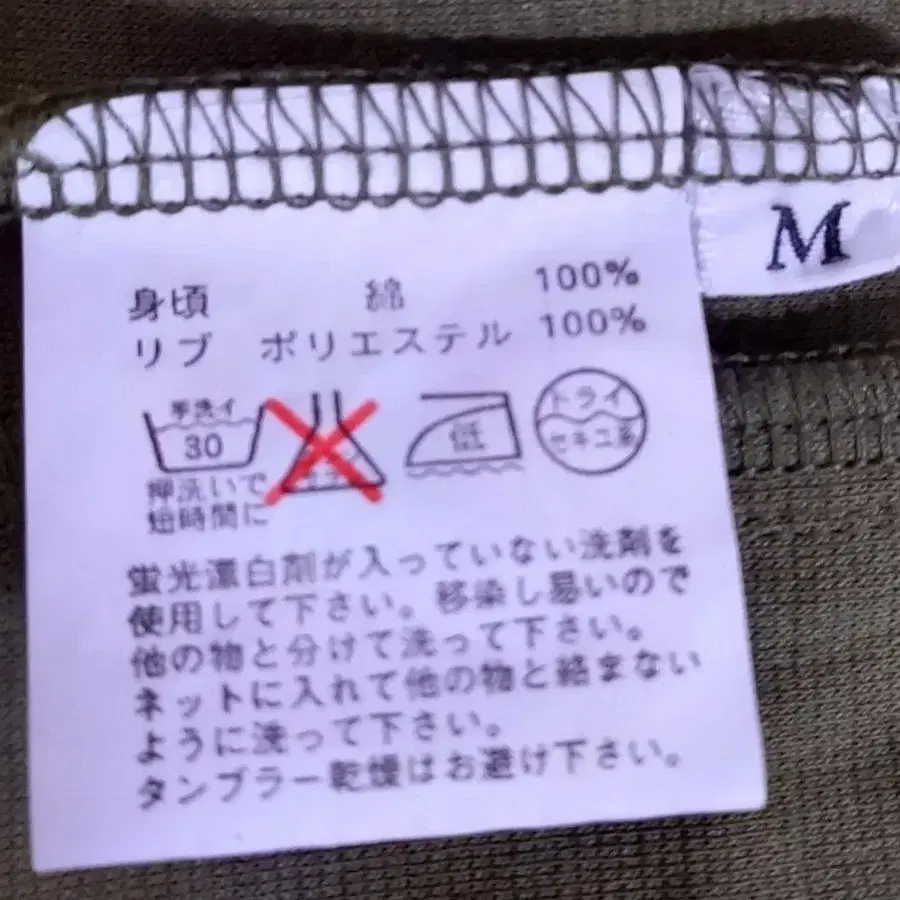 M
身頃 綿 100%
リブ ポリエステル 100%
手洗イ
30
低
ドライ
セキユ系
押洗いで
短時間に
蛍光漂白剤が入っていない洗剤を
使用して下さい。移染し易いので
他の物と分けて洗って下さい。
ネットに入れて他の物と絡まない
ように洗って下さい。
タンブラー乾燥はお避け下さい。